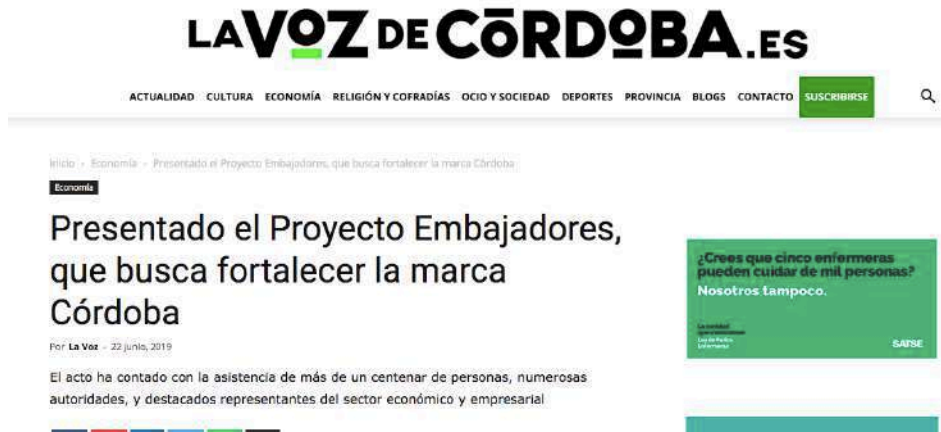 LAVOZDECÓRDOBA.ES
ACTUALIDAD CULTURA ECONOMÍA RELIGIÓN Y COFRADÍAS OCIO Y SOCIEDAD DEPORTES PROVINCIA BLOGS CONTACTO SUSCRIBIRSE
Inicio › Economía › Presentado el Proyecto Embajadores, que busca fortalecer la marca Córdoba
Economía
Presentado el Proyecto Embajadores,
que busca fortalecer la marca
Córdoba
Por La Voz - 22 junio, 2019
El acto ha contado con la asistencia de más de un centenar de personas, numerosas
autoridades, y destacados representantes del sector económico y empresarial
¿Crees que cinco enfermeras
pueden cuidar de mil personas?
Nosotros tampoco.
SATSE